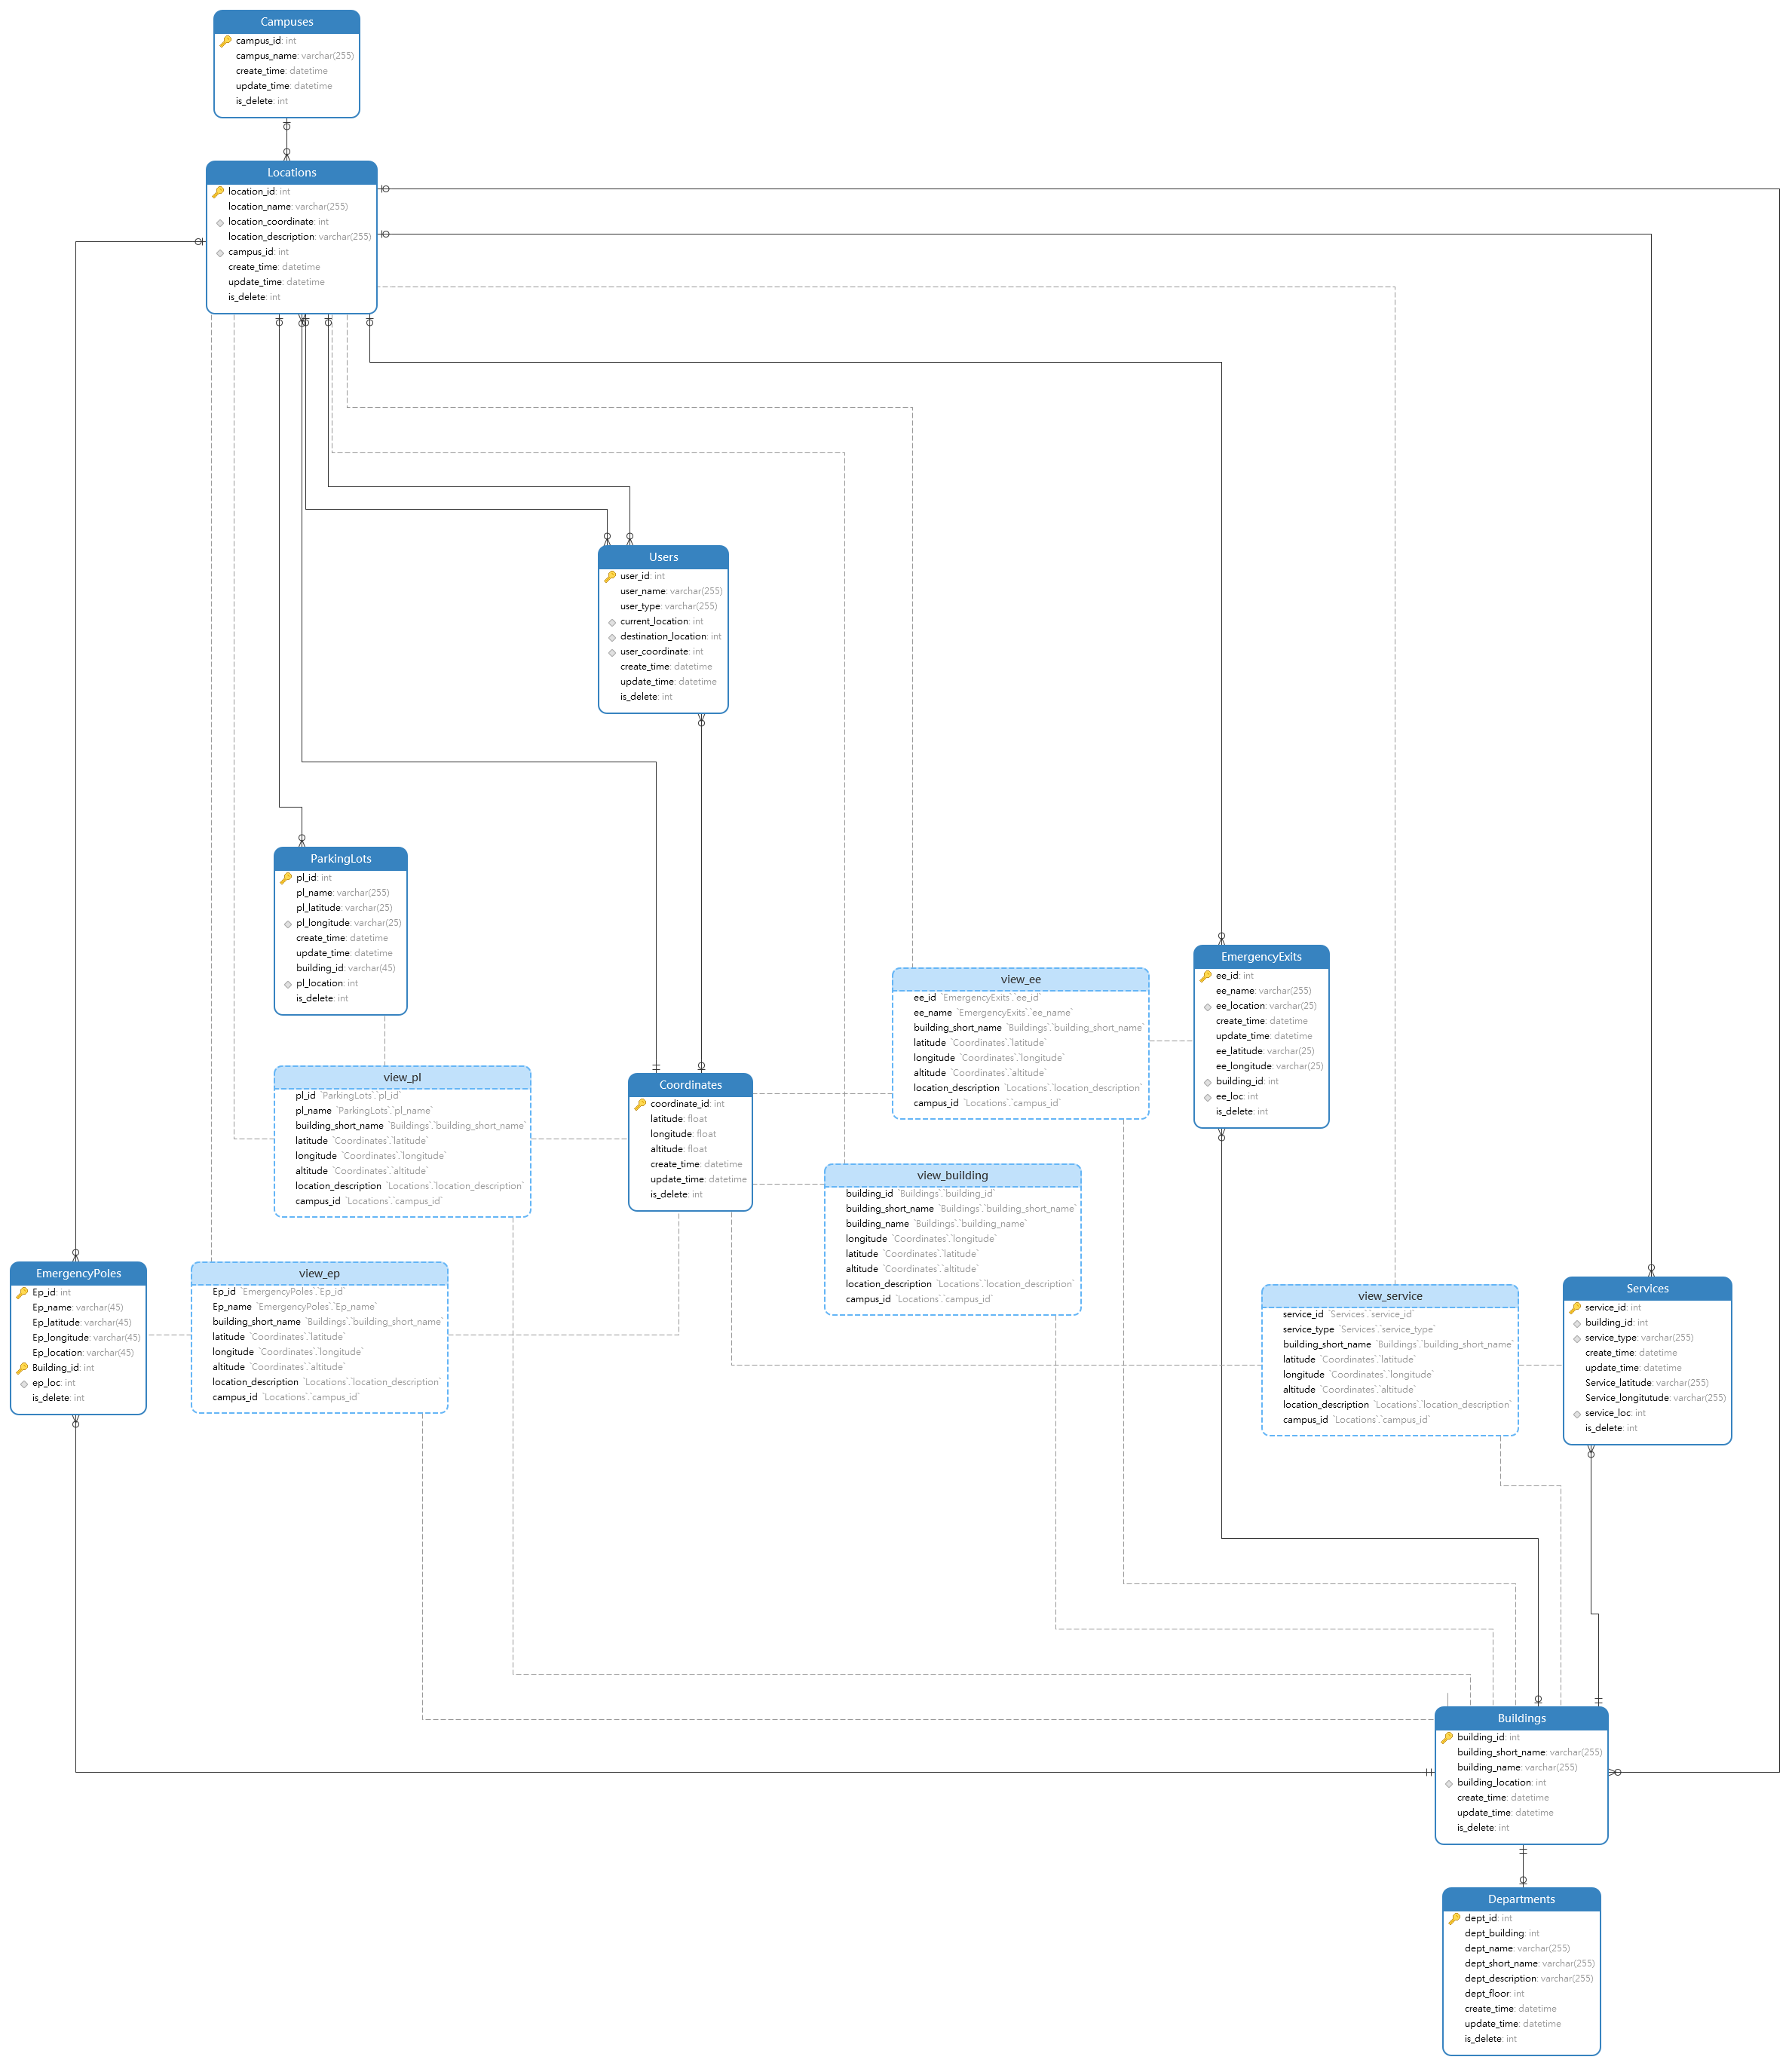 Campuses
campus_id: int
campus_name: varchar(255)
create_time: datetime
update_time: datetime
is_delete: int
Locations
location_id: int
location_name: varchar(255)
location_coordinate: int
location_description: varchar(255)
campus_id: int
create_time: datetime
update_time: datetime
is_delete: int
Users
user_id: int
user_name: varchar(255)
user_type: varchar(255)
current_location: int
destination_location: int
user_coordinate: int
create_time: datetime
update_time: datetime
is_delete: int
ParkingLots
pl_id: int
pl_name: varchar(255)
pl_latitude: varchar(25)
pl_longitude: varchar(25)
create_time: datetime
update_time: datetime
building_id: varchar(45)
pl_location: int
is_delete: int
view_ee
ee_id `EmergencyExits`.`ee_id`
ee_name `EmergencyExits`.`ee_name`
building_short_name `Buildings`.`building_short_name`
latitude `Coordinates`.`latitude`
longitude `Coordinates`.`longitude`
altitude `Coordinates`.`altitude`
location_description `Locations`.`location_description`
campus_id `Locations`.`campus_id`
EmergencyExits
ee_id: int
ee_name: varchar(255)
ee_location: varchar(25)
create_time: datetime
update_time: datetime
ee_latitude: varchar(25)
ee_longitude: varchar(25)
building_id: int
ee_loc: int
is_delete: int
view_pl
pl_id `ParkingLots`.`pl_id`
pl_name `ParkingLots`.`pl_name`
building_short_name `Buildings`.`building_short_name`
latitude `Coordinates`.`latitude`
longitude `Coordinates`.`longitude`
altitude `Coordinates`.`altitude`
location_description `Locations`.`location_description`
campus_id `Locations`.`campus_id`
Coordinates
coordinate_id: int
latitude: float
longitude: float
altitude: float
create_time: datetime
update_time: datetime
is_delete: int
view_building
building_id `Buildings`.`building_id`
building_short_name `Buildings`.`building_short_name`
building_name `Buildings`.`building_name`
longitude `Coordinates`.`longitude`
latitude `Coordinates`.`latitude`
altitude `Coordinates`.`altitude`
location_description `Locations`.`location_description`
campus_id `Locations`.`campus_id`
EmergencyPoles
Ep_id: int
Ep_name: varchar(45)
Ep_latitude: varchar(45)
Ep_longitude: varchar(45)
Ep_location: varchar(45)
Building_id: int
ep_loc: int
is_delete: int
view_ep
Ep_id `EmergencyPoles`.`Ep_id`
Ep_name `EmergencyPoles`.`Ep_name`
building_short_name `Buildings`.`building_short_name`
latitude `Coordinates`.`latitude`
longitude `Coordinates`.`longitude`
altitude `Coordinates`.`altitude`
location_description `Locations`.`location_description`
campus_id `Locations`.`campus_id`
view_service
service_id `Services`.`service_id`
service_type `Services`.`service_type`
building_short_name `Buildings`.`building_short_name`
latitude `Coordinates`.`latitude`
longitude `Coordinates`.`longitude`
altitude `Coordinates`.`altitude`
location_description `Locations`.`location_description`
campus_id `Locations`.`campus_id`
Services
service_id: int
building_id: int
service_type: varchar(255)
create_time: datetime
update_time: datetime
Service_latitude: varchar(255)
Service_longitutude: varchar(255)
service_loc: int
is_delete: int
Buildings
building_id: int
building_short_name: varchar(255)
building_name: varchar(255)
building_location: int
create_time: datetime
update_time: datetime
is_delete: int
Departments
dept_id: int
dept_building: int
dept_name: varchar(255)
dept_short_name: varchar(255)
dept_description: varchar(255)
dept_floor: int
create_time: datetime
update_time: datetime
is_delete: int